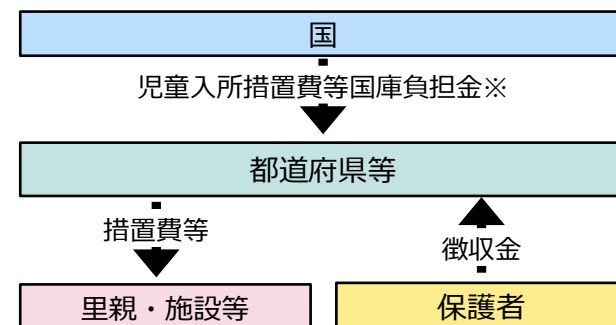 国
児童入所措置費等国庫負担金※
都道府県等
措置費等
徴収金
里親・施設等
保護者